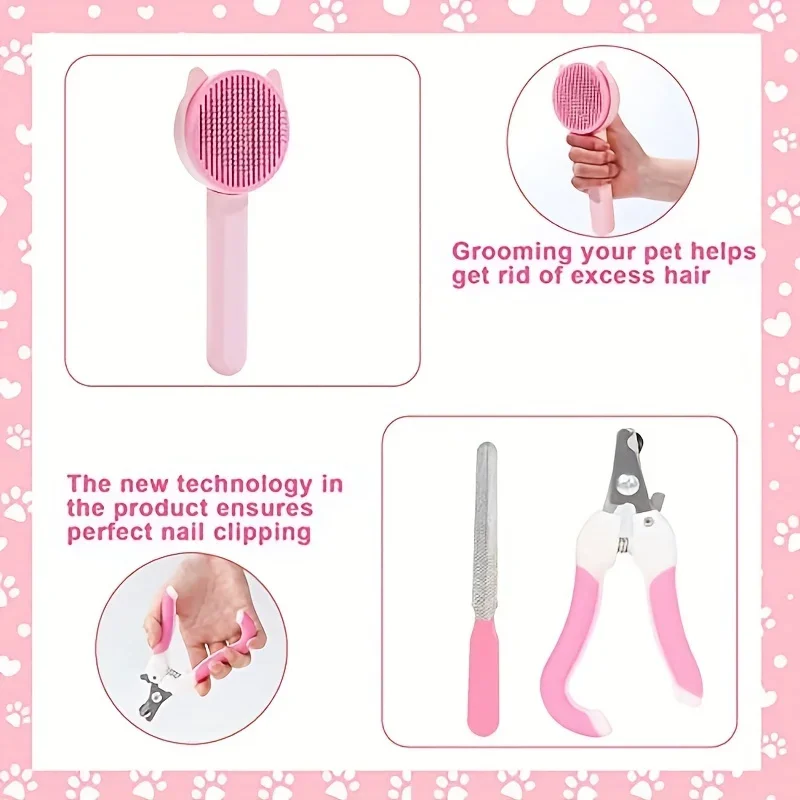 Grooming your pet helps
get rid of excess hair
The new technology in
the product ensures
perfect nail clipping